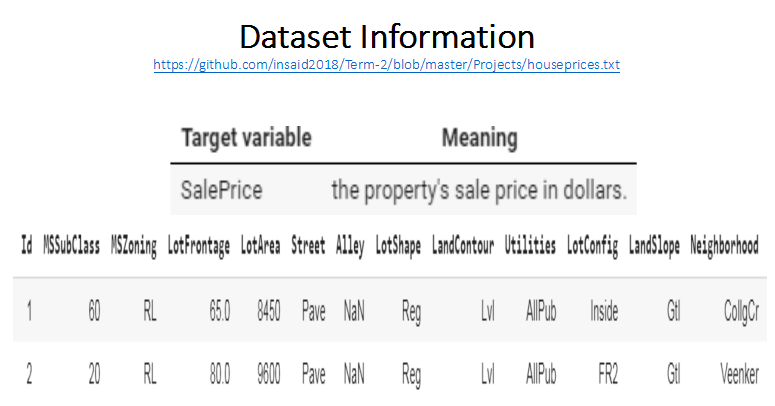 Dataset Information
https://github.com/insaid2018/Term-2/blob/master/Projects/houseprices.txt
Target variable Meaning
SalePrice the property's sale price in dollars.
Id MSSubClass MSZoning LotFrontage LotArea Street Alley LotShape LandContour Utilities LotConfig LandSlope Neighborhood
1 60 RL 65.0 8450 Pave NaN Reg Lvl AllPub Inside Gtl CollgCr
2 20 RL 80.0 9600 Pave NaN Reg Lvl AllPub FR2 Gtl Veenker